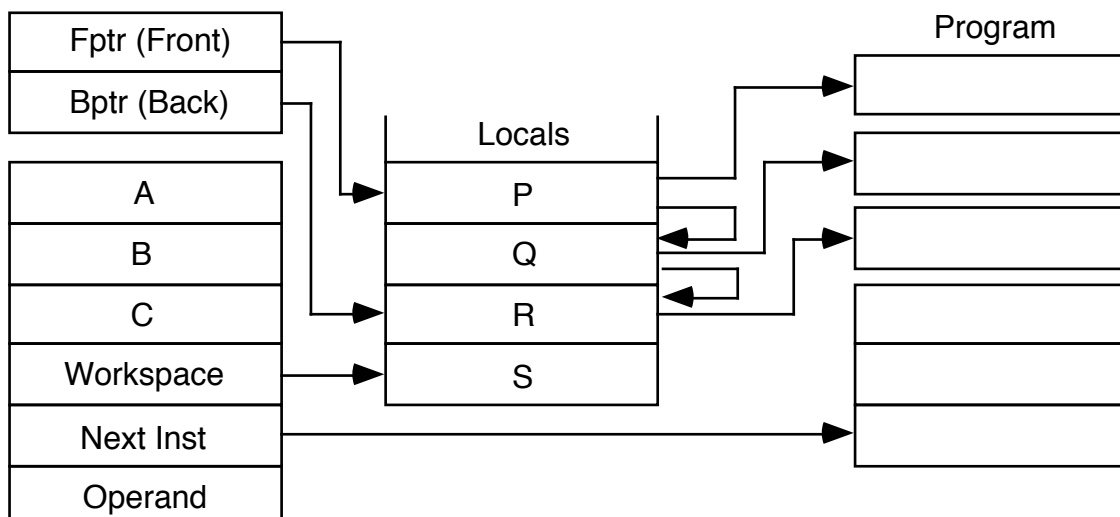 Fptr (Front)
Bptr (Back)
A
B
C
Workspace
Next Inst
Operand
Locals
P
Q
R
S
Program